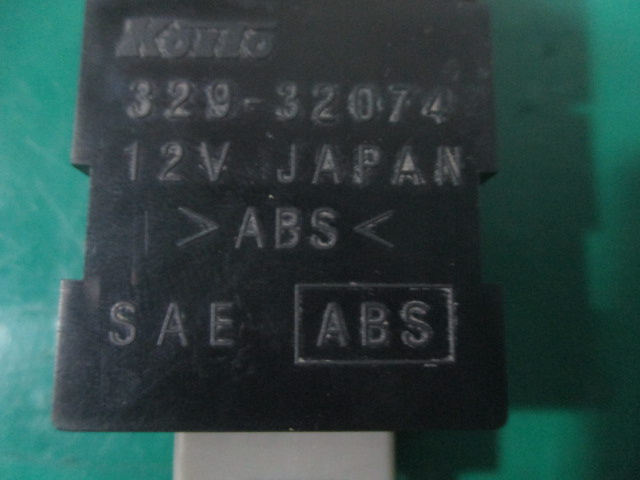 Koito
329-32074
12V JAPAN
>ABS<
SAE ABS